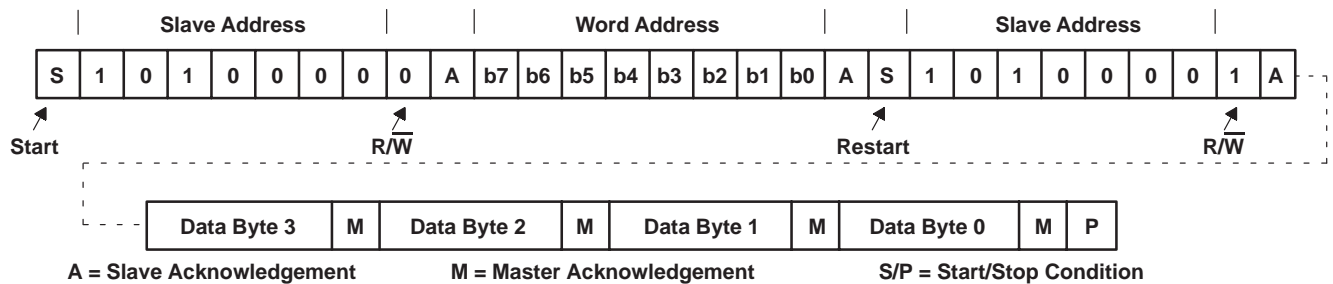 Slave Address Word Address Slave Address
S 1 0 1 0 0 0 0 0 A b7 b6 b5 b4 b3 b2 b1 b0 A S 1 0 1 0 0 0 0 1 A
Start R/W̅ Restart R/W̅
Data Byte 3 M Data Byte 2 M Data Byte 1 M Data Byte 0 M P
A = Slave Acknowledgement M = Master Acknowledgement S/P = Start/Stop Condition